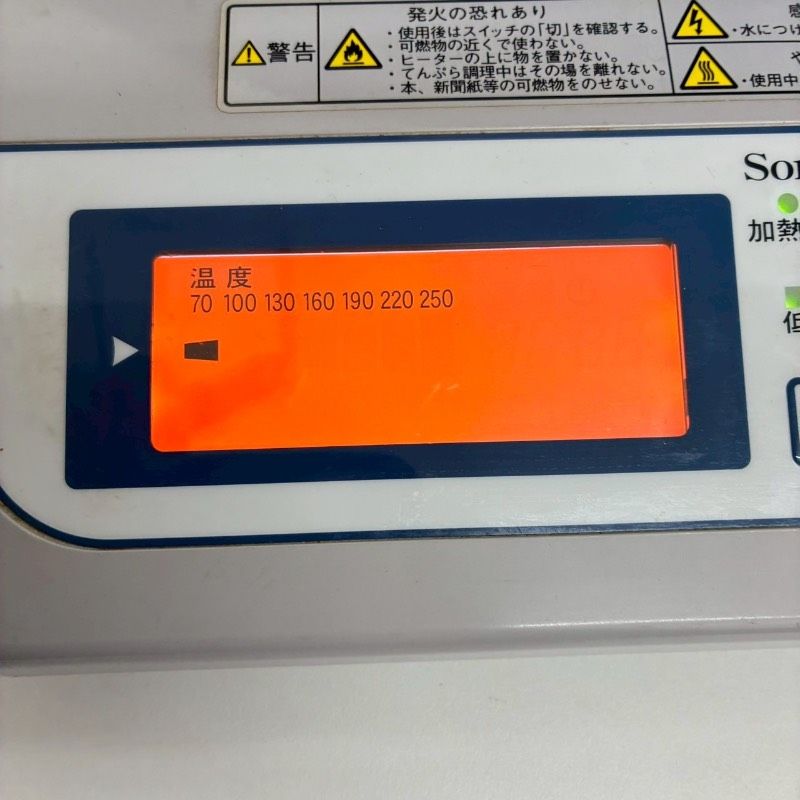 警告
発火の恐れあり
・使用後はスイッチの「切」を確認する。
・可燃物の近くで使わない。
・ヒーターの上に物を置かない。
・てんぷら調理中はその場を離れない。
・本、新聞紙等の可燃物をのせない。
・水につけ
・使用中
温度
70 100 130 160 190 220 250
加熱